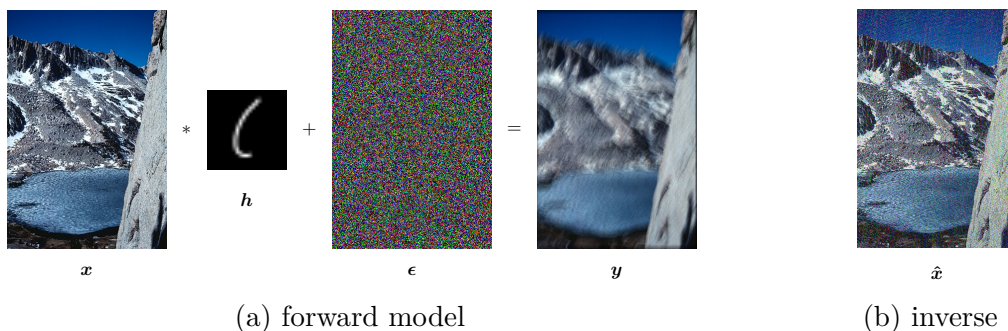 * + =
h
x ϵ y x̂
(a) forward model (b) inverse